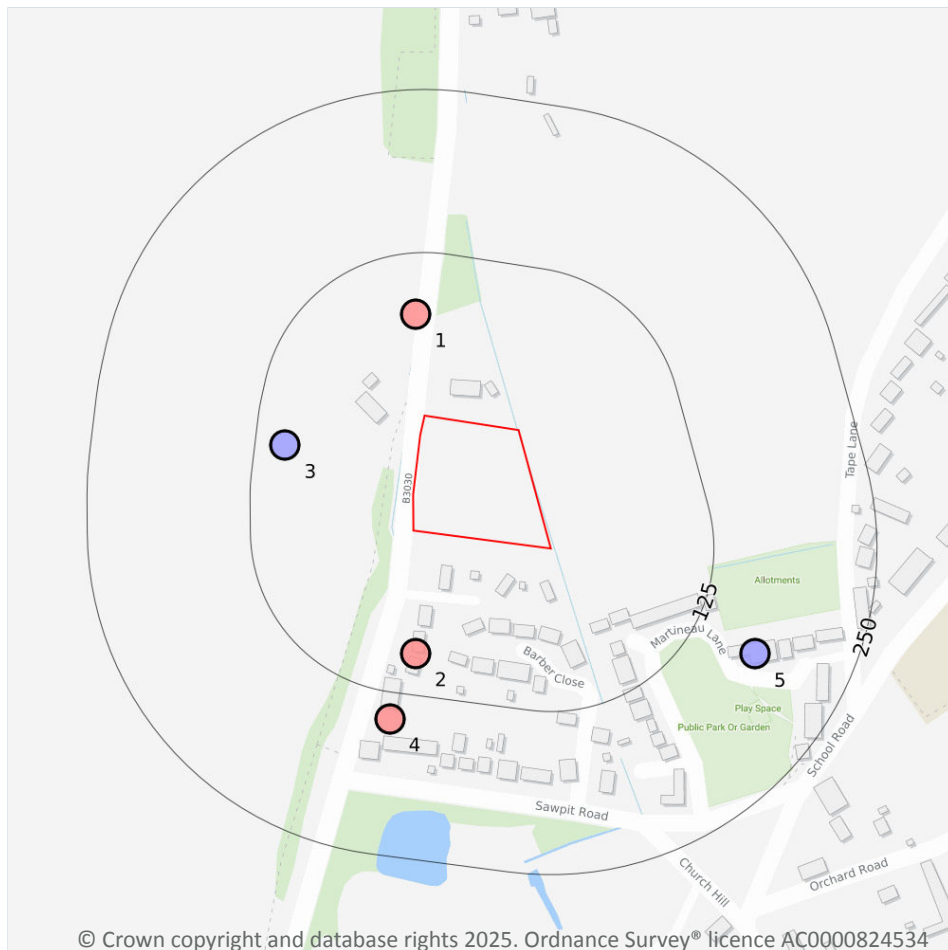 1
Tape Lane
3
B3030
Allotments
125
250
Martineau Lane
2
Barber Close
5
Play Space
Public Park Or Garden
4
School Road
Sawpit Road
Church Hill
Orchard Road
© Crown copyright and database rights 2025. Ordnance Survey® licence AC0000824534